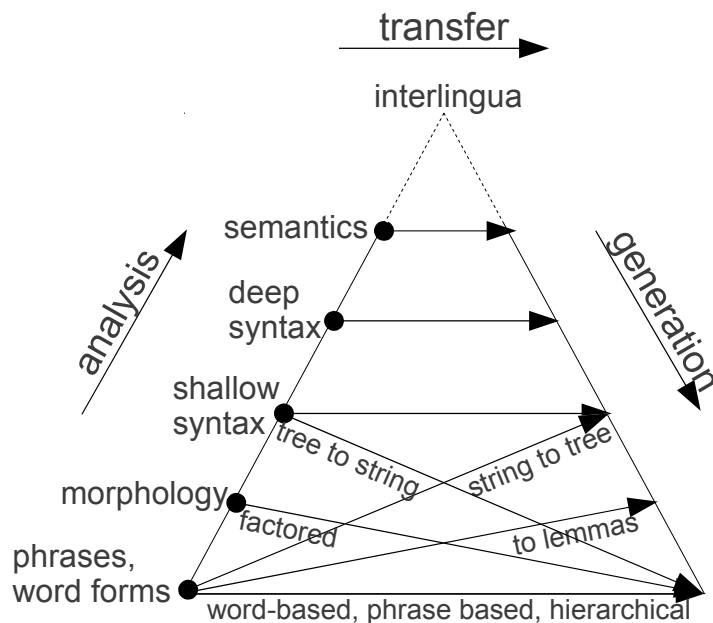 transfer
interlingua
semantics
analysis
generation
deep
syntax
shallow
syntax
tree to string
string to tree
morphology
factored
to lemmas
phrases,
word forms
word-based, phrase based, hierarchical